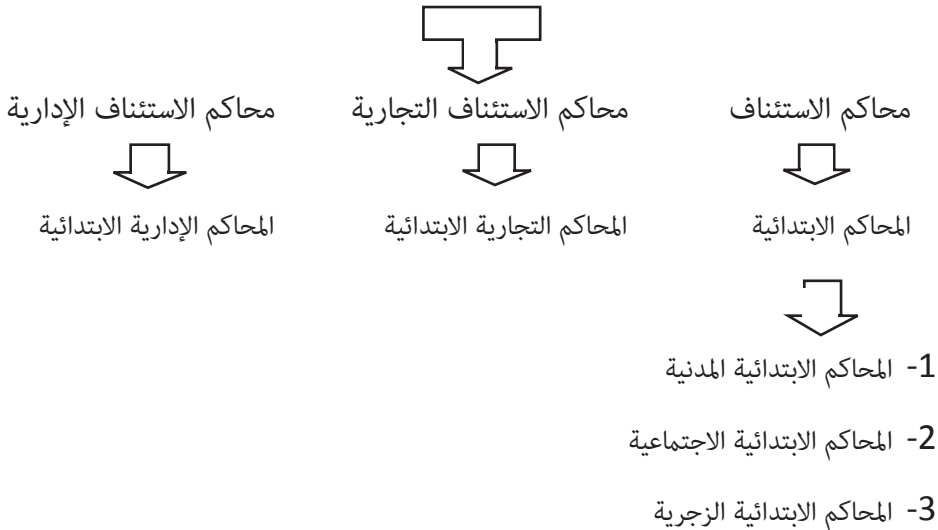 محاكم الاستئناف محاكم الاستئناف التجارية محاكم الاستئناف الإدارية
المحاكم الابتدائية المحاكم التجارية الابتدائية المحاكم الإدارية الابتدائية
1- المحاكم الابتدائية المدنية
2- المحاكم الابتدائية الاجتماعية
3- المحاكم الابتدائية الزجرية